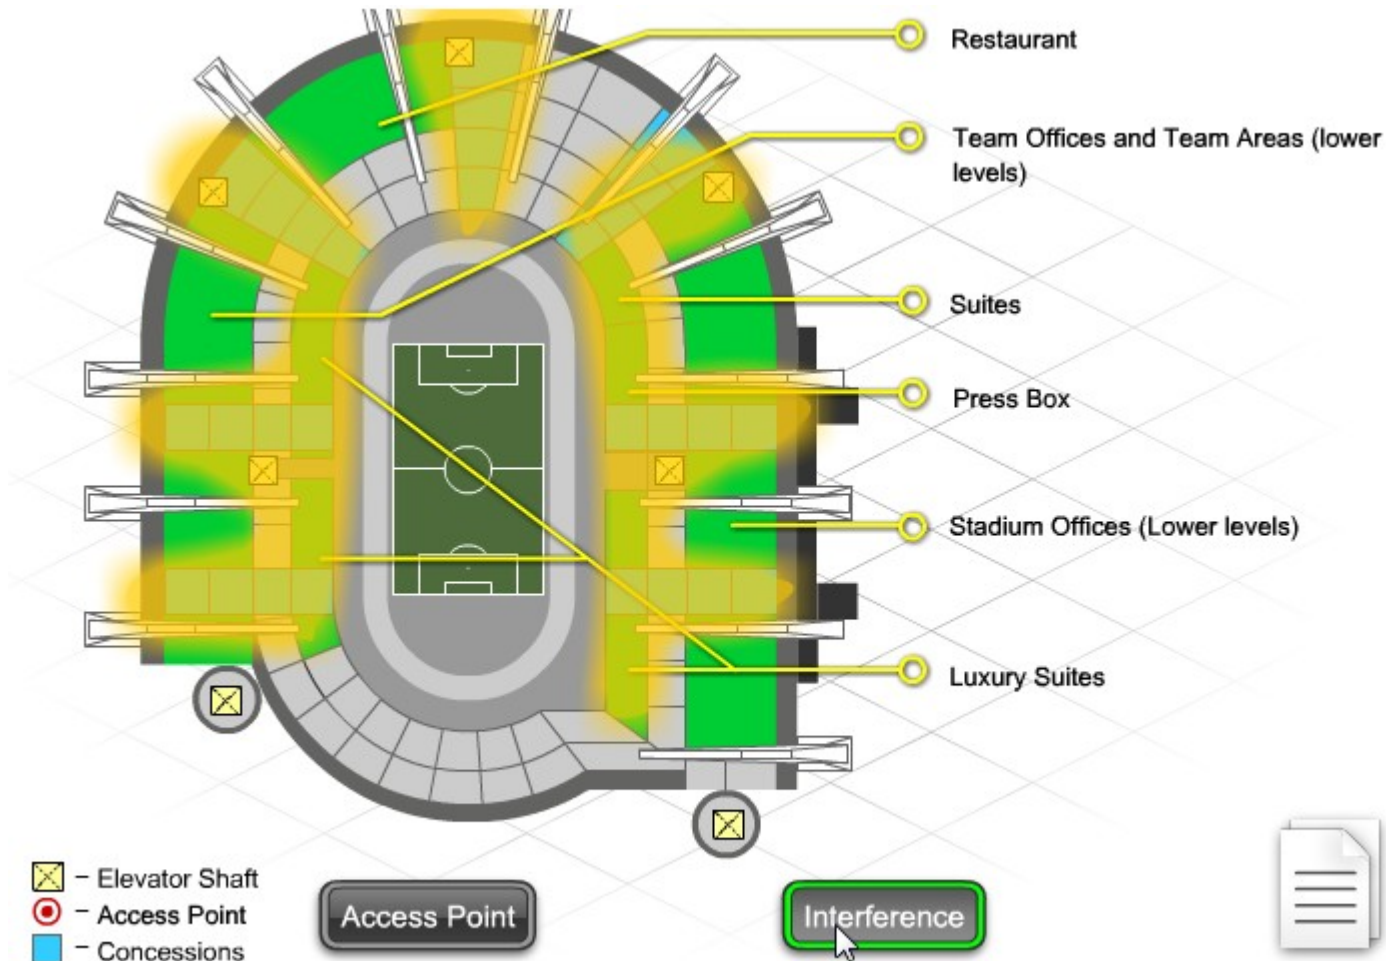 Restaurant
Team Offices and Team Areas (lower
levels)
Suites
Press Box
Stadium Offices (Lower levels)
Luxury Suites
– Elevator Shaft
– Access Point
– Concessions
Access Point
Interference